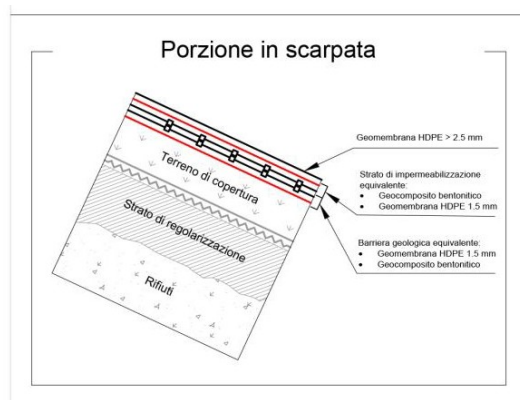 Porzione in scarpata
Geomembrana HDPE > 2.5 mm
Strato di impermeabilizzazione
equivalente:
• Geocomposito bentonitico
• Geomembrana HDPE 1.5 mm
Barriera geologica equivalente:
• Geomembrana HDPE 1.5 mm
• Geocomposito bentonitico
Terreno di copertura
Strato di regolarizzazione
Rifiuti